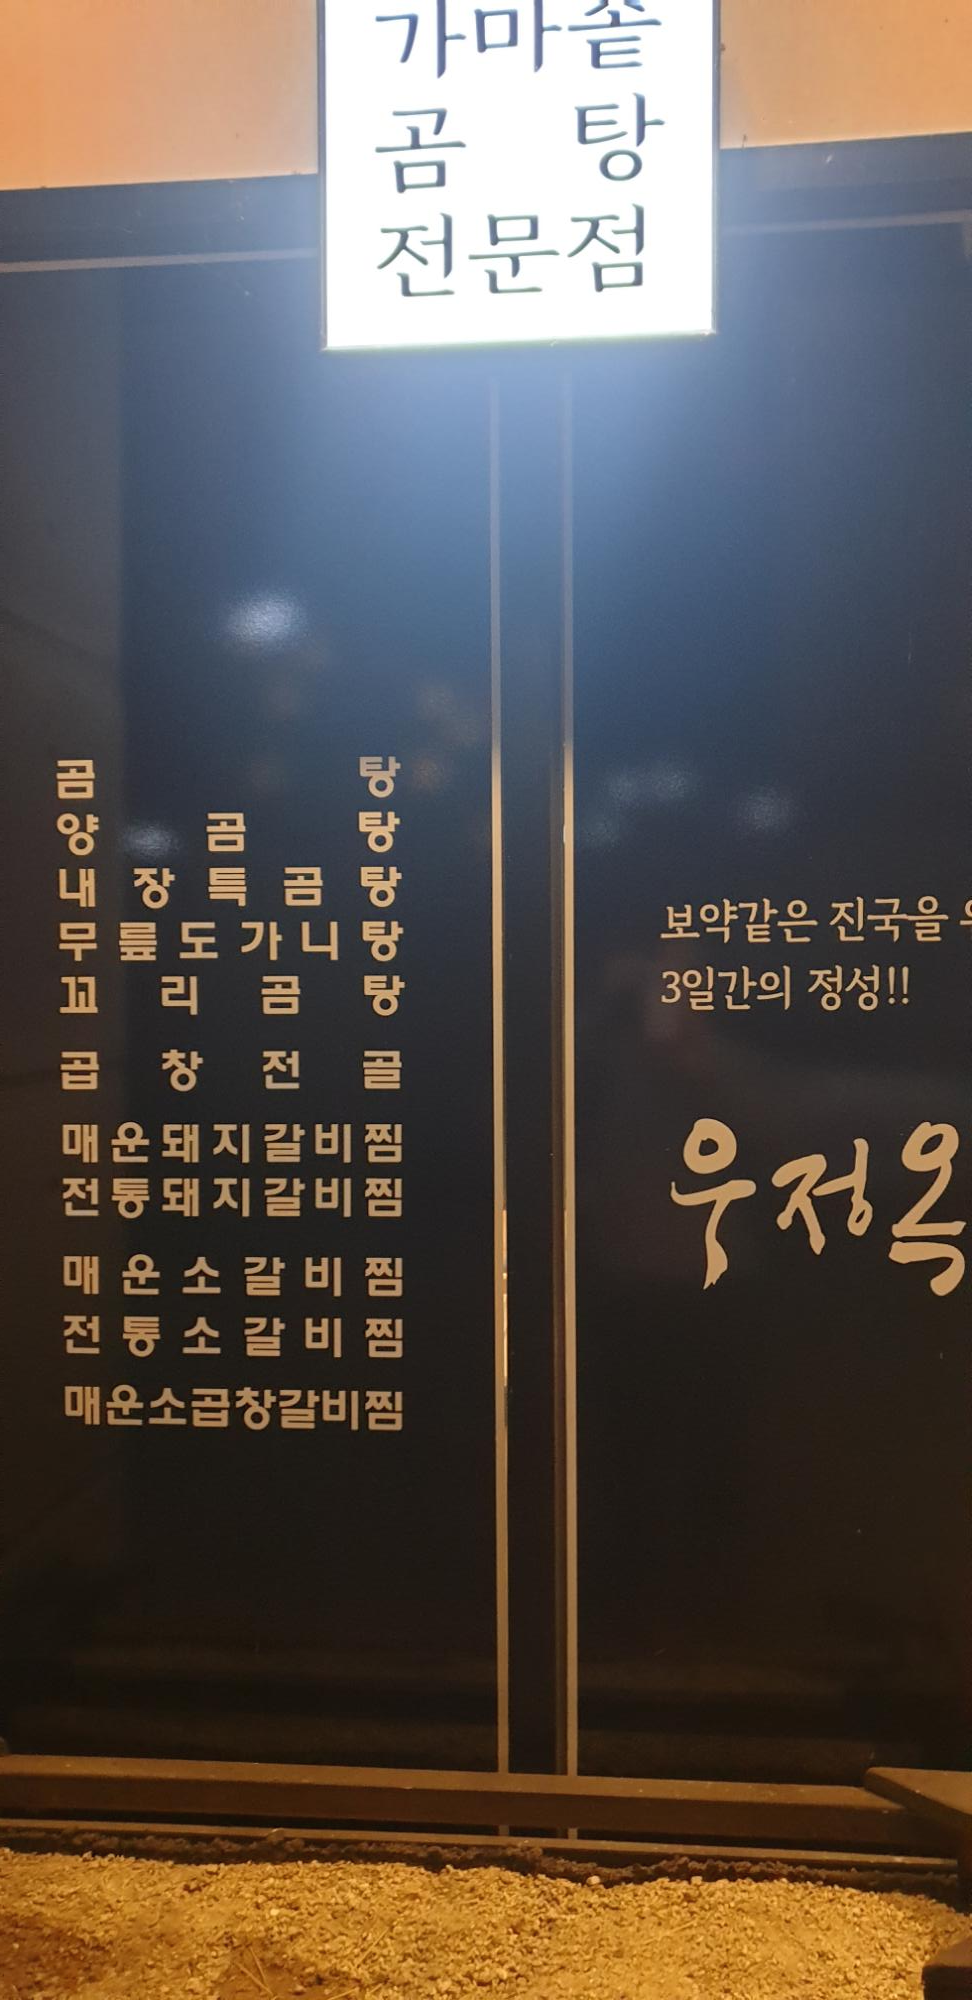 가마솥
곰 탕
전문점
곰 탕
양 곰 탕
내 장 특 곰 탕
무 릎 도 가 니 탕
꼬 리 곰 탕
곱 창 전 골
매 운 돼 지 갈 비 찜
전 통 돼 지 갈 비 찜
매 운 소 갈 비 찜
전 통 소 갈 비 찜
매운소곱창갈비찜
보약같은 진국을
3일간의 정성!!
우정옥